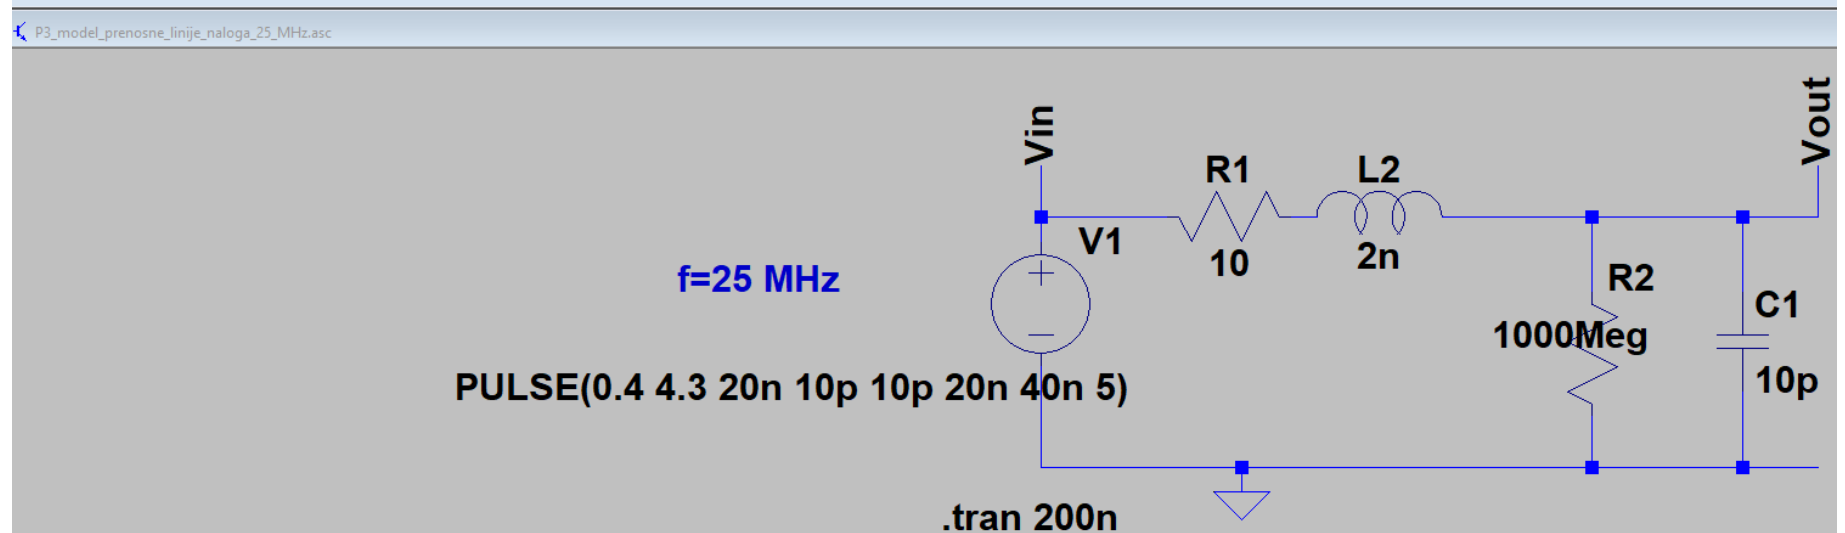 P3_model_prenosne_linije_naloga_25_MHz.asc
Vin
Vout
R1
L2
V1
10
2n
f=25 MHz
R2
C1
1000Meg
10p
PULSE(0.4 4.3 20n 10p 10p 20n 40n 5)
.tran 200n